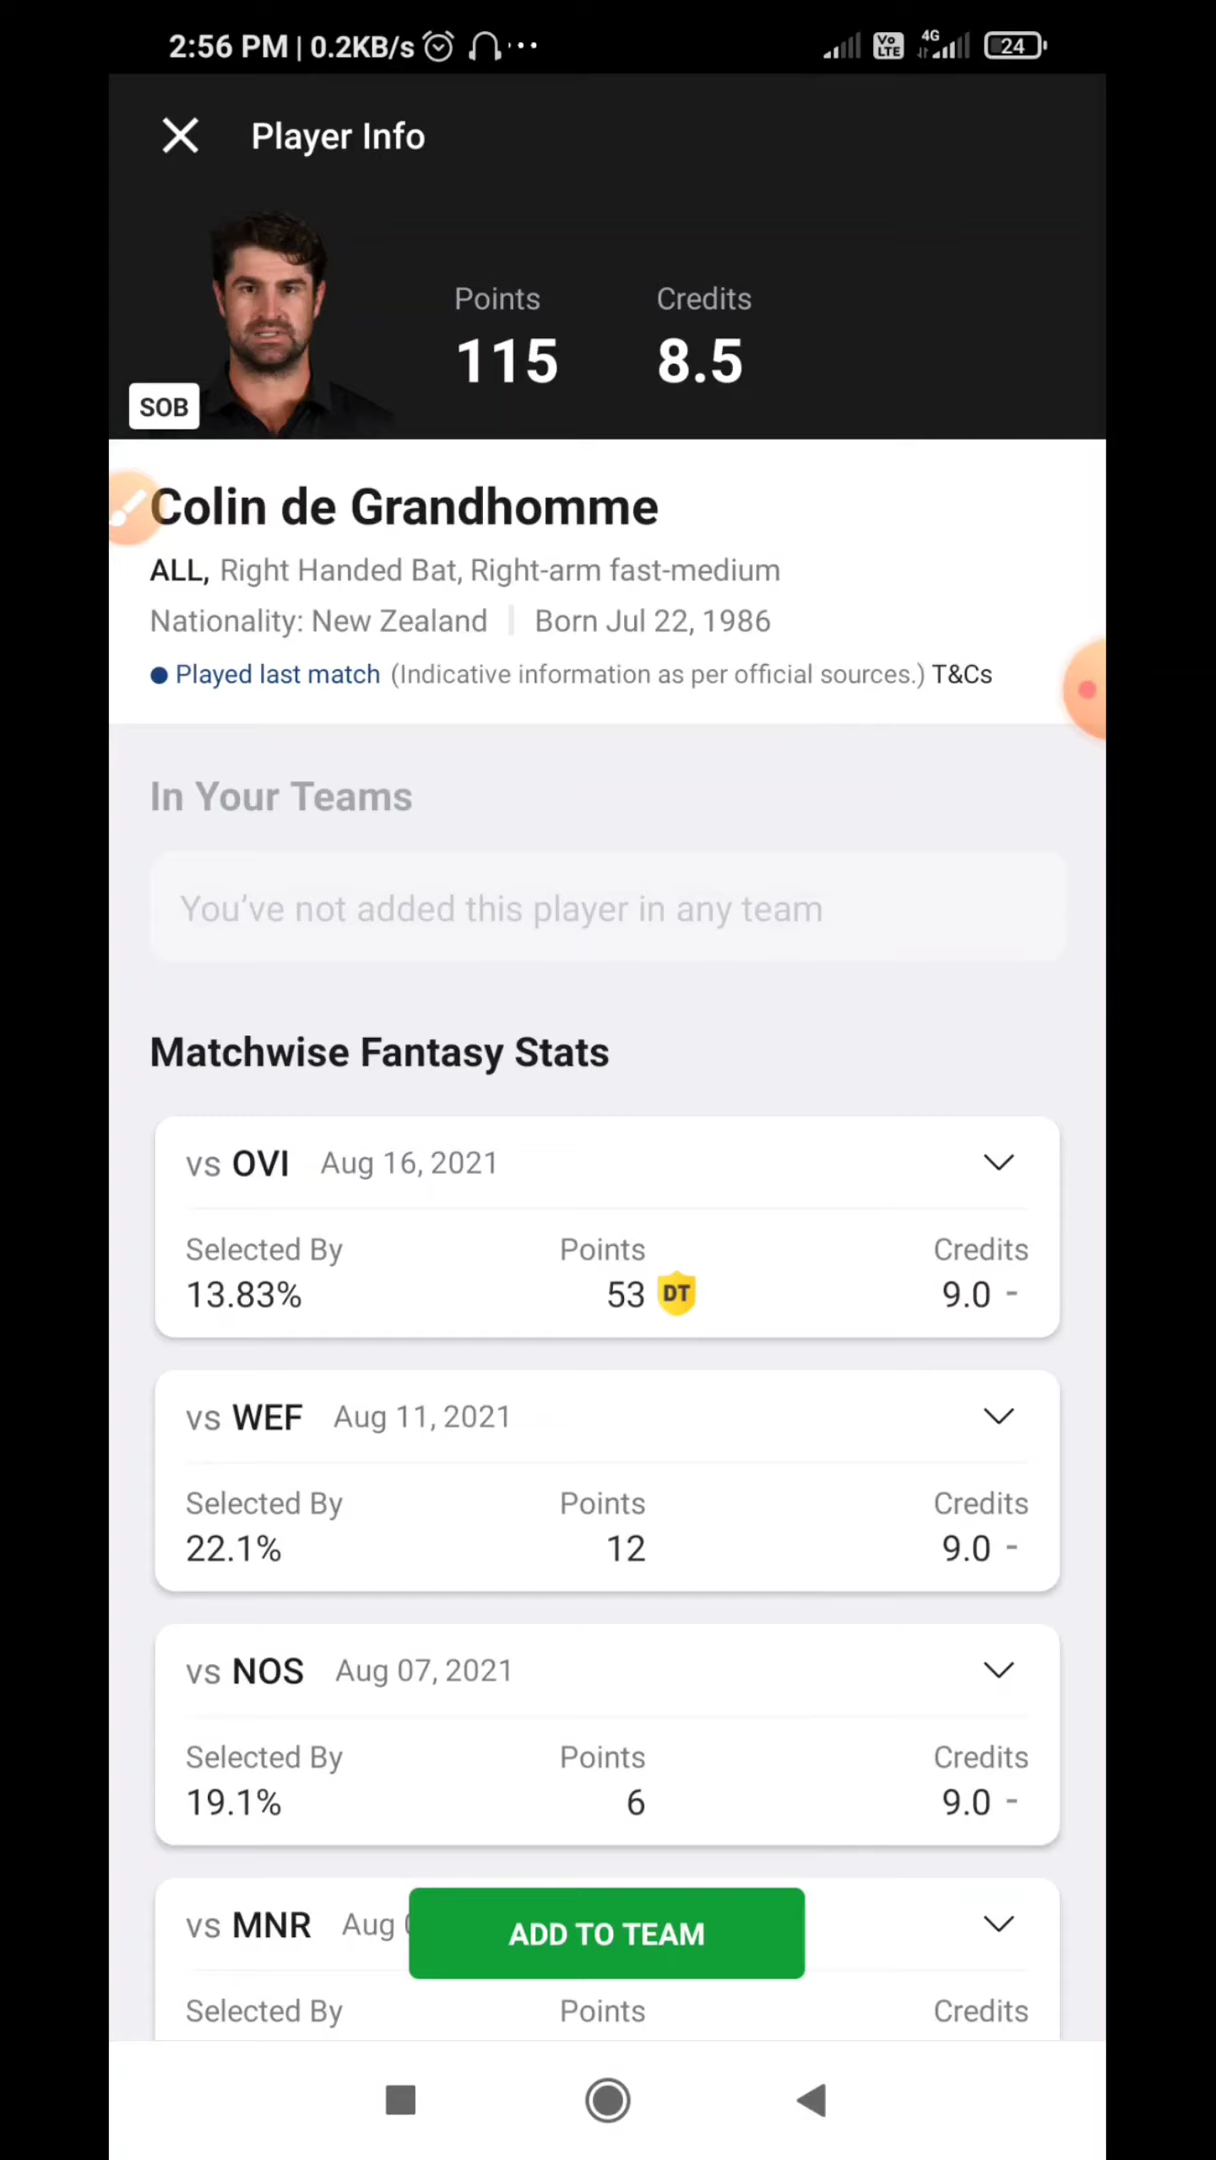 2:56 PM | 0.2KB/s ... Vo LTE 4G 24
Player Info
Points Credits
115 8.5
SOB
Colin de Grandhomme
ALL, Right Handed Bat, Right-arm fast-medium
Nationality: New Zealand | Born Jul 22, 1986
Played last match (Indicative information as per official sources.) T&Cs
In Your Teams
You've not added this player in any team
Matchwise Fantasy Stats
vs OVI Aug 16, 2021
Selected By Points Credits
13.83% 53 DT 9.0 -
vs WEF Aug 11, 2021
Selected By Points Credits
22.1% 12 9.0 -
vs NOS Aug 07, 2021
Selected By Points Credits
19.1% 6 9.0 -
vs MNR Aug
ADD TO TEAM
Selected By Points Credits